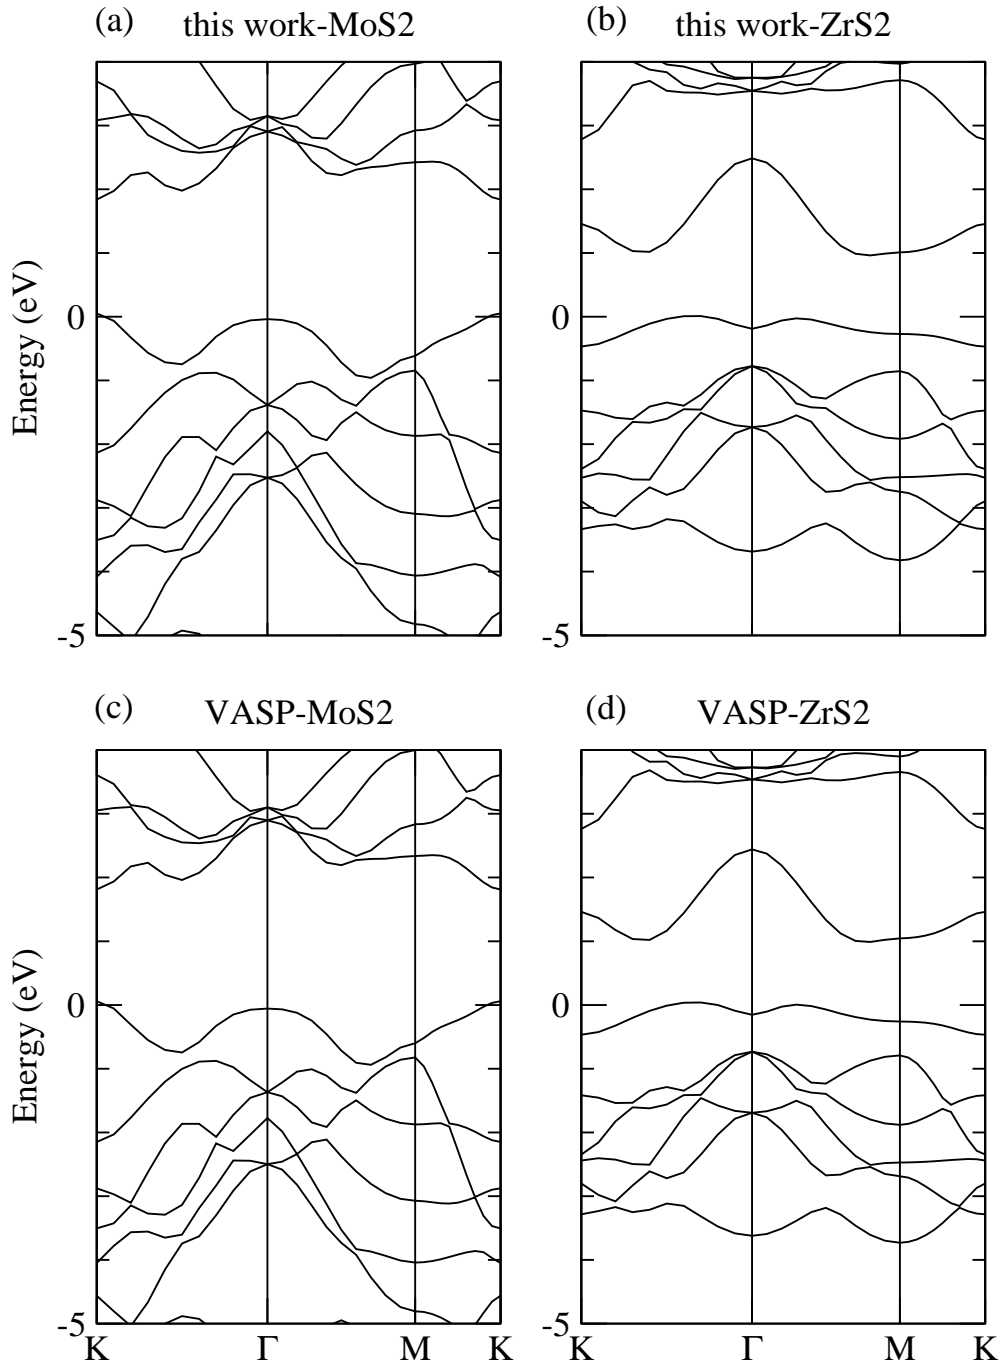 (a) this work-MoS2
(b) this work-ZrS2
Energy (eV)
0
-5
0
-5
(c) VASP-MoS2
(d) VASP-ZrS2
Energy (eV)
0
-5
K Γ M K
0
-5
K Γ M K